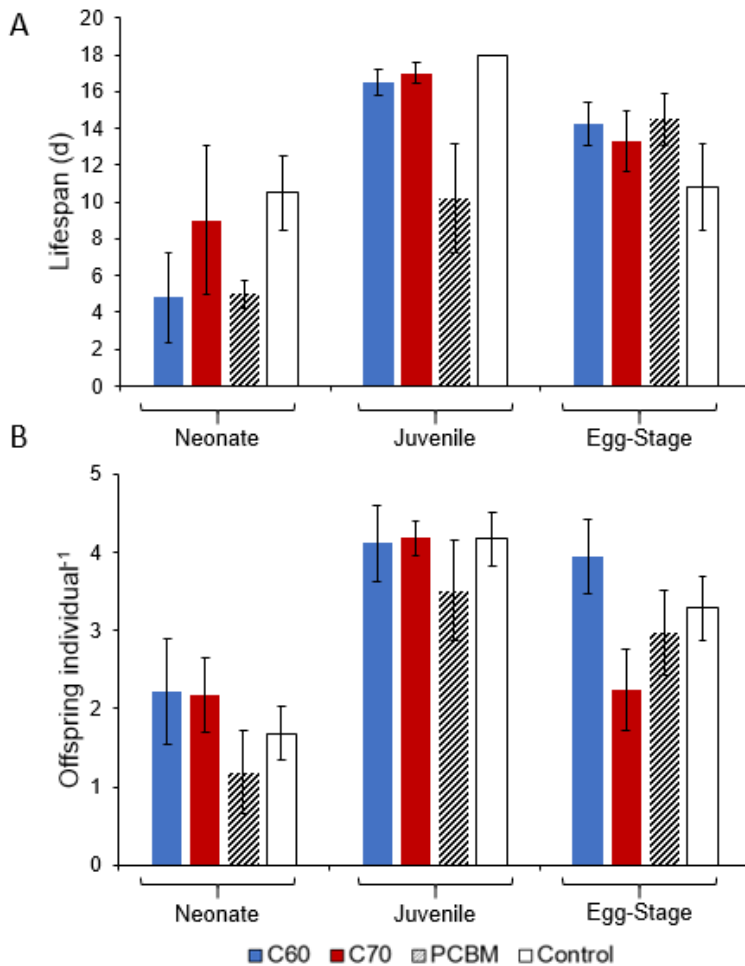 A
Lifespan (d)
20
18
16
14
12
10
8
6
4
2
0
Neonate Juvenile Egg-Stage
B
Offspring individual⁻¹
5
4
3
2
1
0
Neonate Juvenile Egg-Stage
C60 C70 PCBM Control